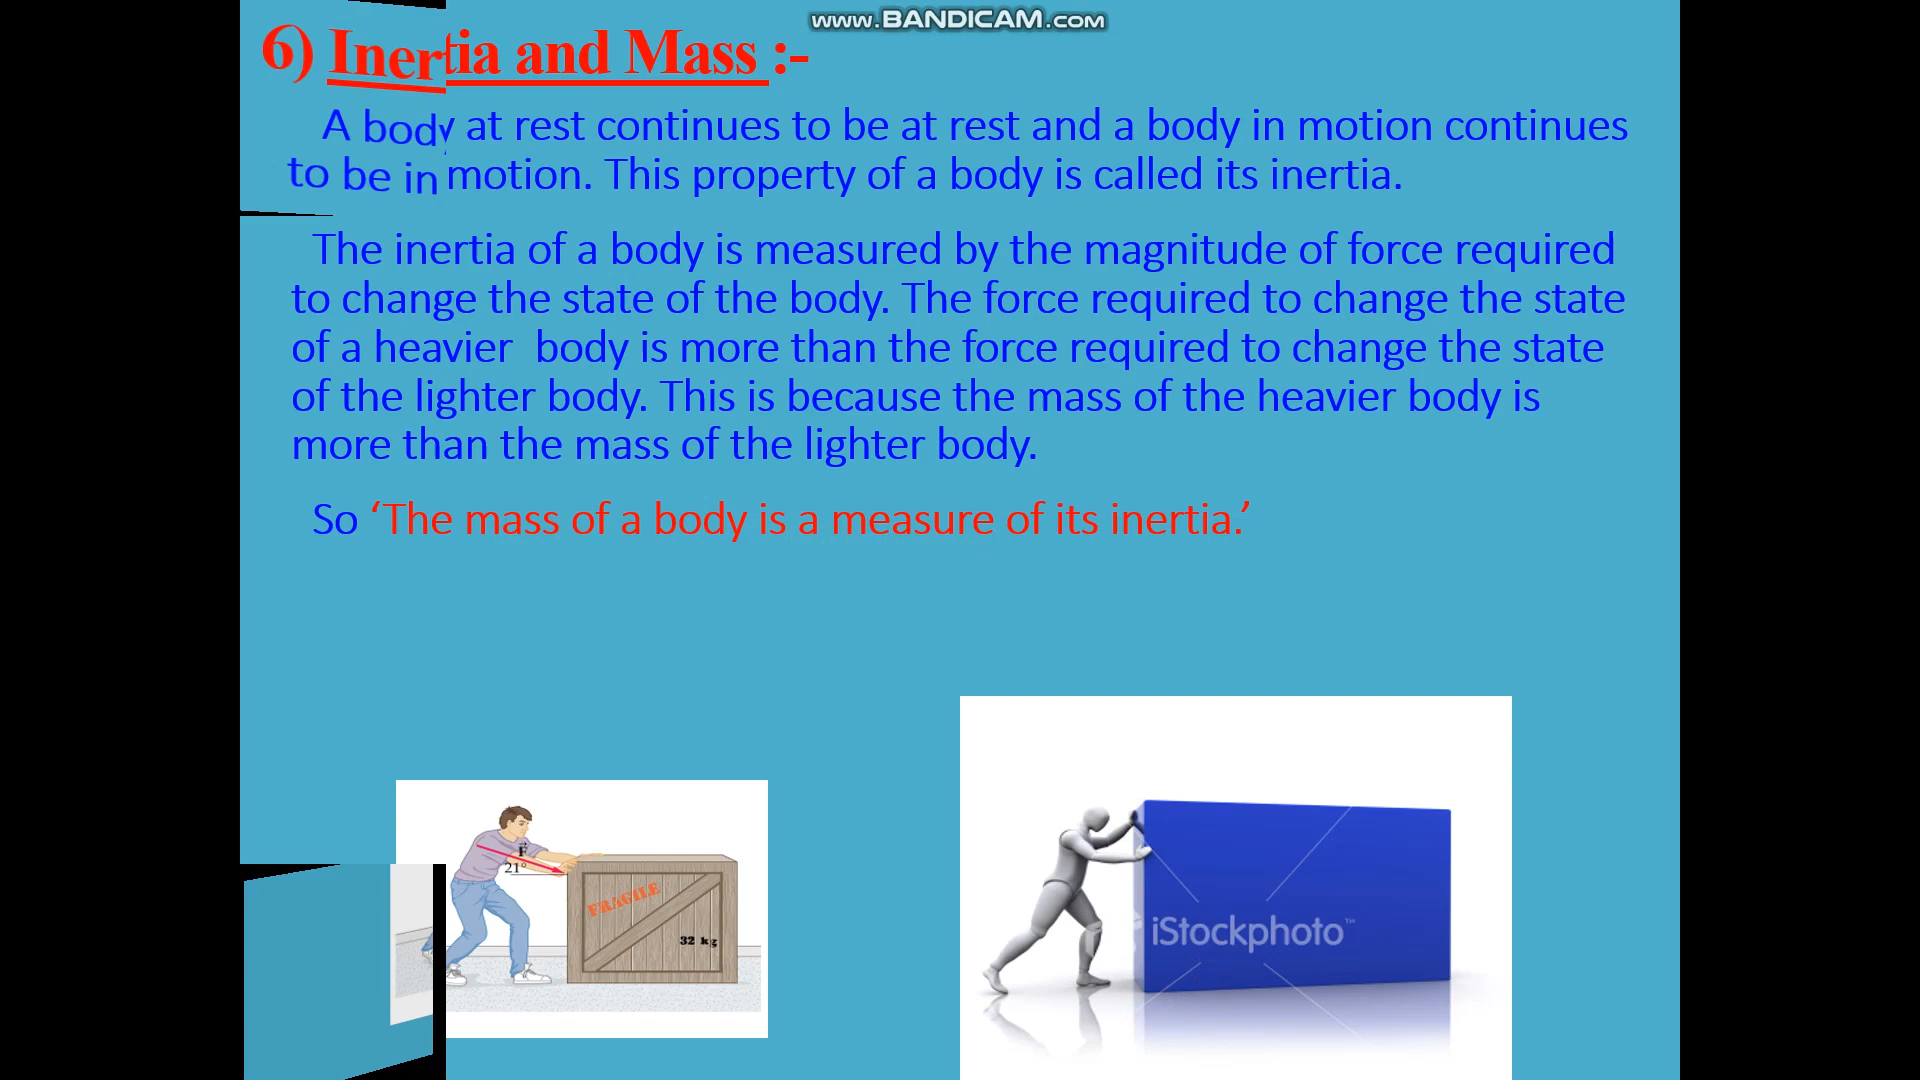 www.BANDICAM.com
6) Inertia and Mass :-
A body at rest continues to be at rest and a body in motion continues
to be in motion. This property of a body is called its inertia.
The inertia of a body is measured by the magnitude of force required
to change the state of the body. The force required to change the state
of a heavier body is more than the force required to change the state
of the lighter body. This is because the mass of the heavier body is
more than the mass of the lighter body.
So ‘The mass of a body is a measure of its inertia.’
F
21°
FRAGILE
32 kg
iStockphoto™